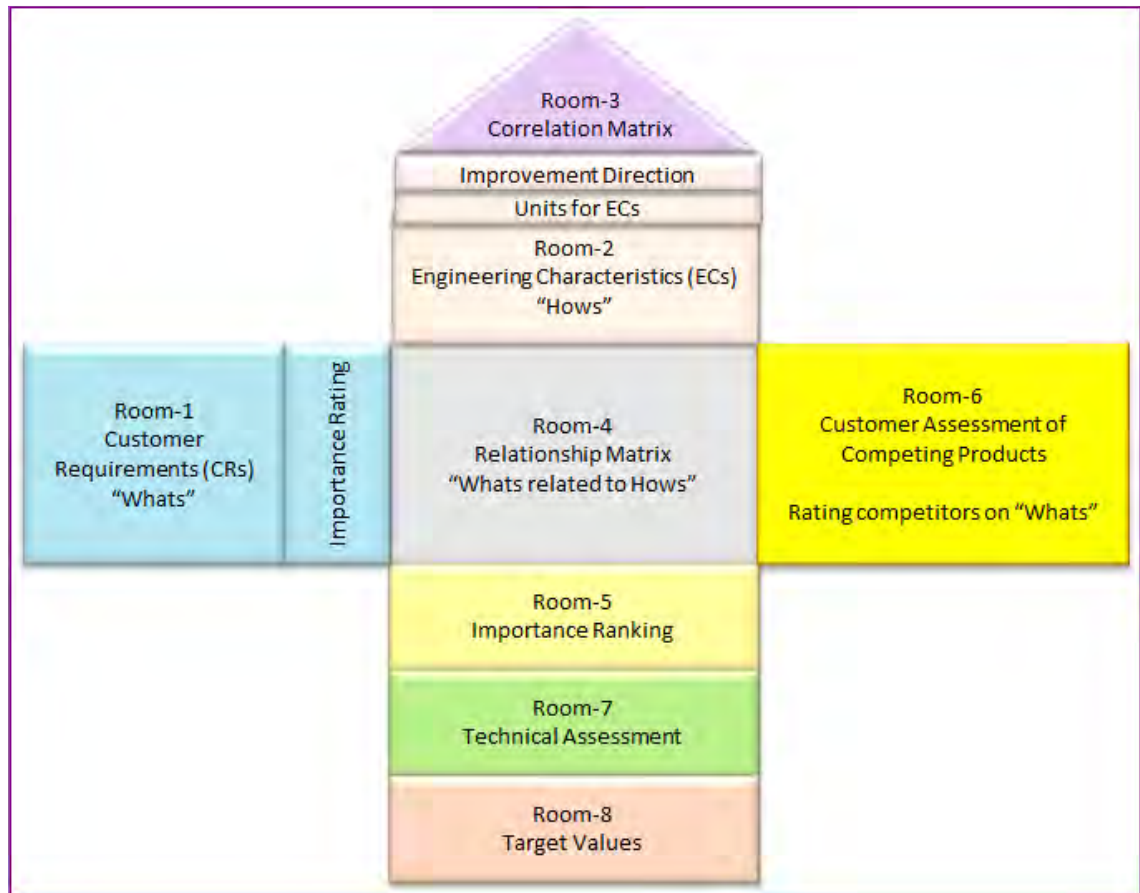 Room-3
Correlation Matrix
Improvement Direction
Units for ECs
Room-2
Engineering Characteristics (ECs)
“Hows”
Room-1
Customer
Requirements (CRs)
“Whats”
Importance Rating
Room-4
Relationship Matrix
“Whats related to Hows”
Room-6
Customer Assessment of
Competing Products
Rating competitors on “Whats”
Room-5
Importance Ranking
Room-7
Technical Assessment
Room-8
Target Values